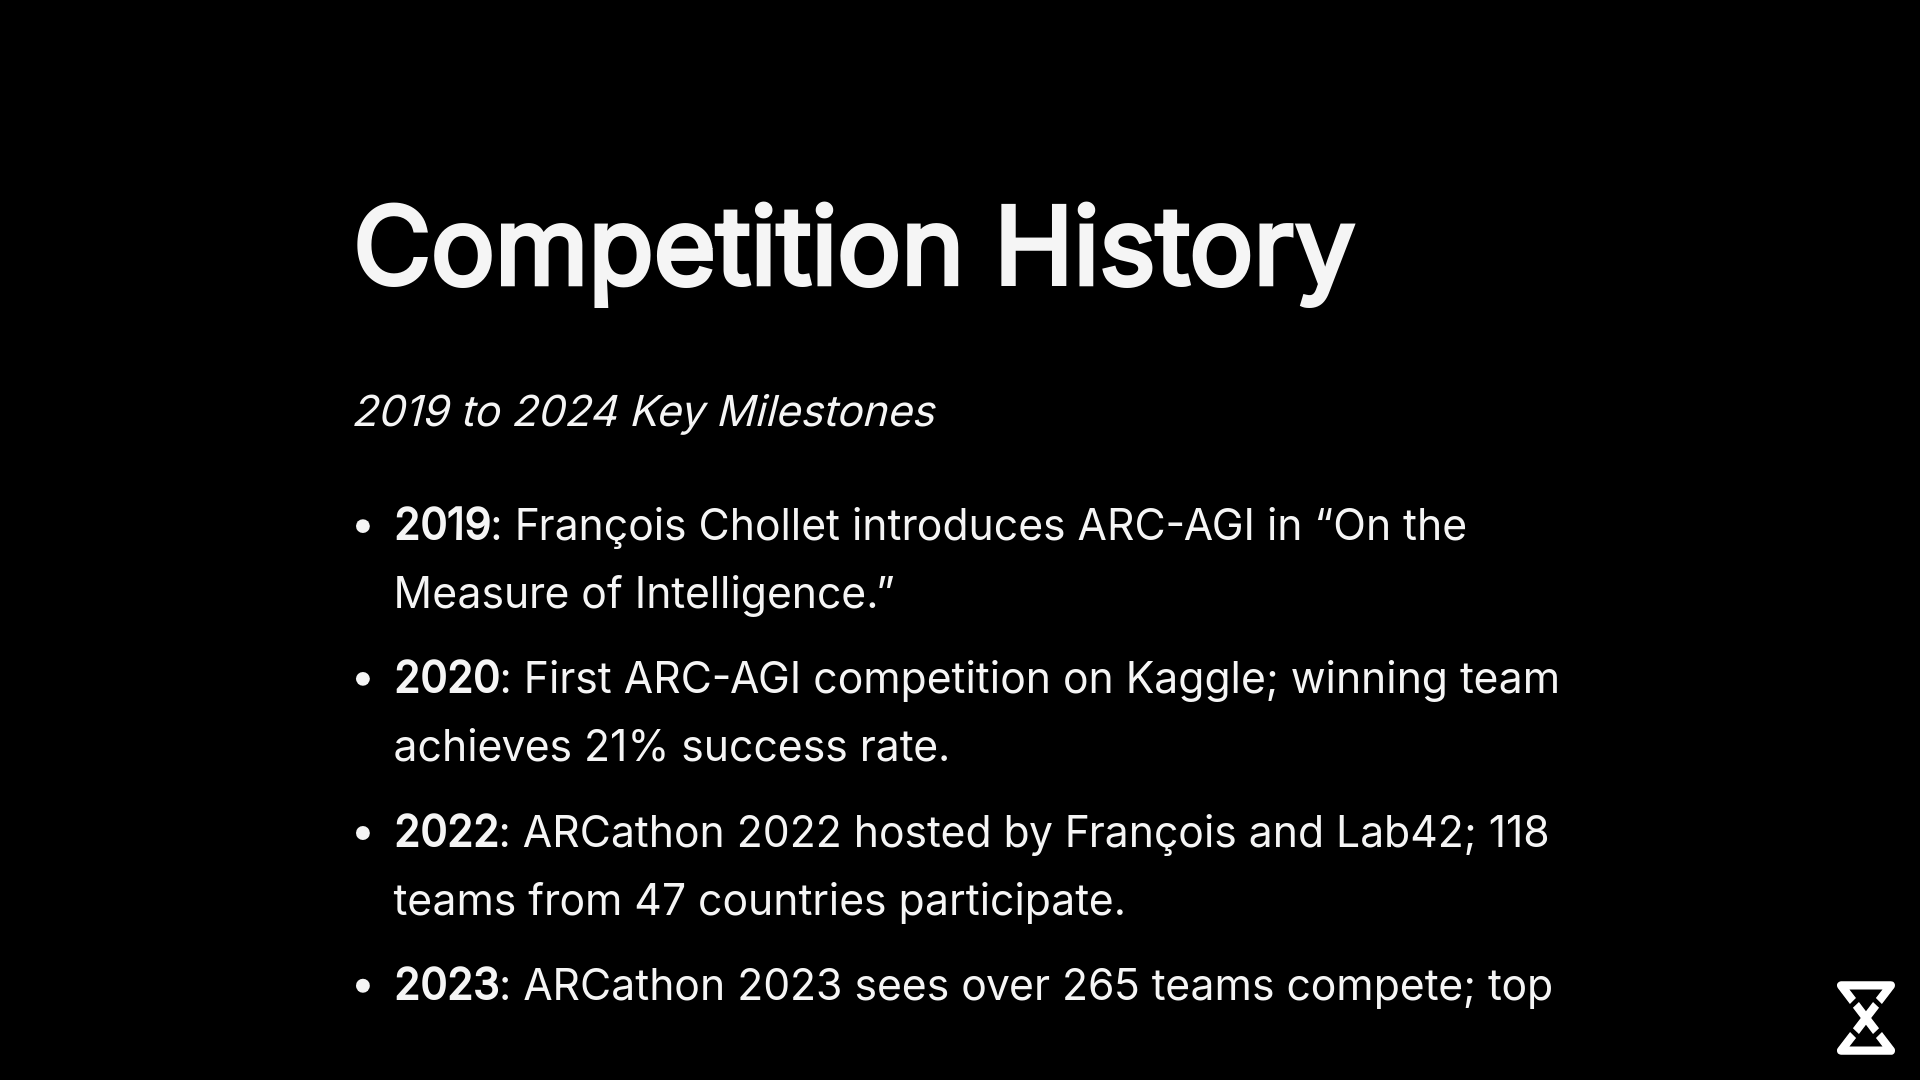 Competition History
2019 to 2024 Key Milestones
• 2019: François Chollet introduces ARC-AGI in “On the
Measure of Intelligence.”
• 2020: First ARC-AGI competition on Kaggle; winning team
achieves 21% success rate.
• 2022: ARCathon 2022 hosted by François and Lab42; 118
teams from 47 countries participate.
• 2023: ARCathon 2023 sees over 265 teams compete; top